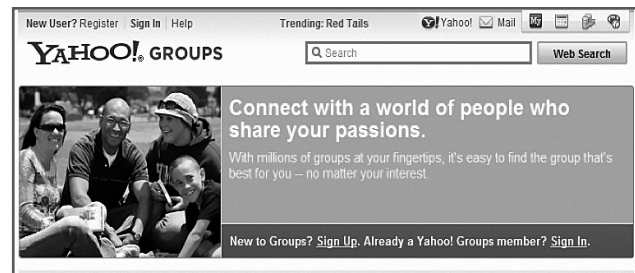 New User? Register | Sign In | Help Trending: Red Tails Y! Yahoo! Mail My
YAHOO! GROUPS Search Web Search
Connect with a world of people who
share your passions.
With millions of groups at your fingertips, it's easy to find the group that's
best for you -- no matter your interest.
New to Groups? Sign Up. Already a Yahoo! Groups member? Sign In.